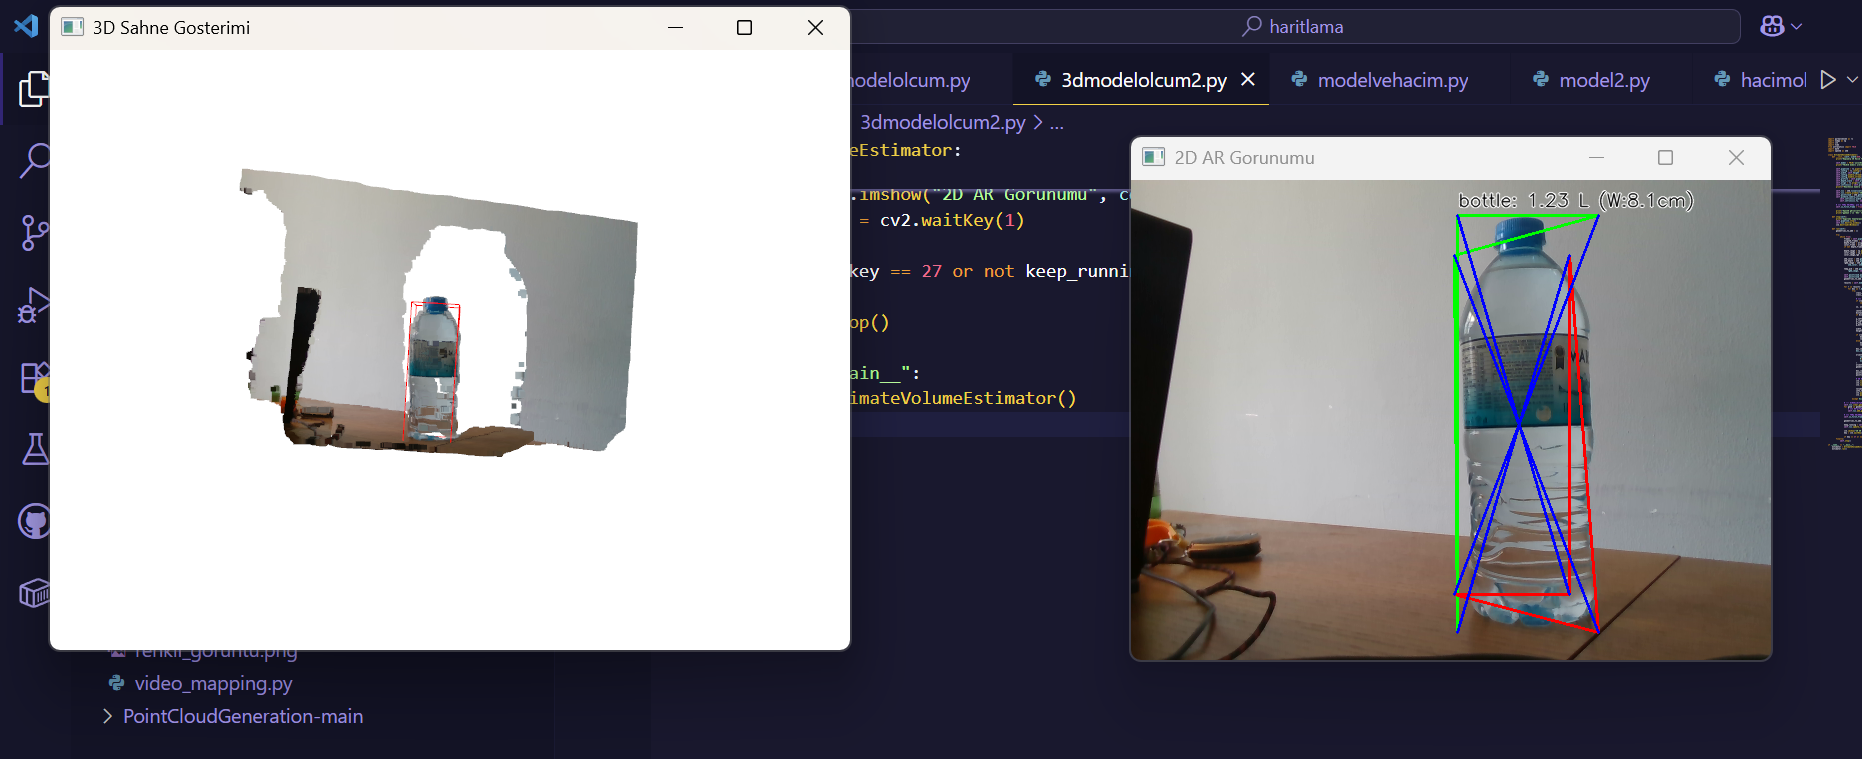 3D Sahne Gosterimi
haritlama
modelolcum.py
3dmodelolcum2.py
modelvehacim.py
model2.py
hacimol
3dmodelolcum2.py > ...
eEstimator:
.imshow("2D AR Gorunumu", c
= cv2.waitKey(1)
key == 27 or not keep_runni
op()
ain__":
imateVolumeEstimator()
2D AR Gorunumu
bottle: 1.23 L (W:8.1cm)
renkli_goruntu.png
video_mapping.py
PointCloudGeneration-main